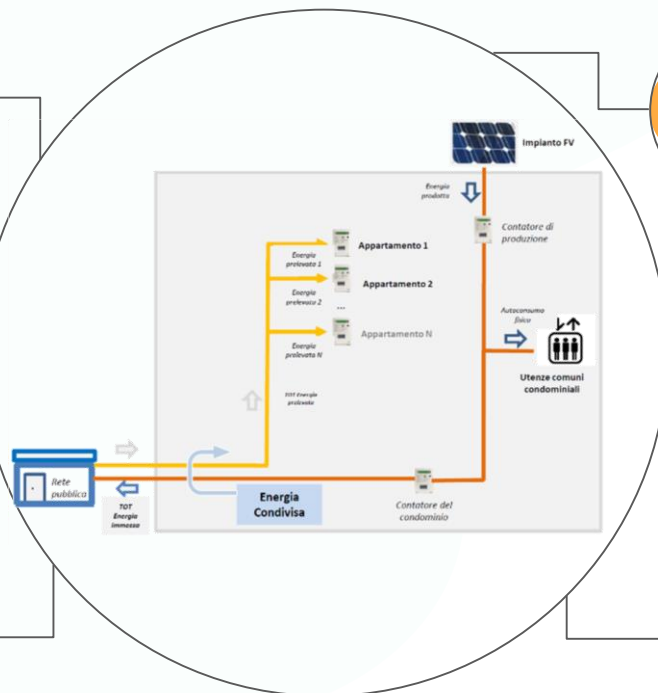 Impianto FV
Energia
prodotta
Contatore di
produzione
Appartamento 1
Energia
prelevata 1
Appartamento 2
Energia
prelevata 2
...
Appartamento N
Energia
prelevata N
Autoconsumo
fisico
Utenze comuni
condominiali
TOT Energia
prelevata
Rete
pubblica
TOT
Energia
immessa
Energia
Condivisa
Contatore del
condominio